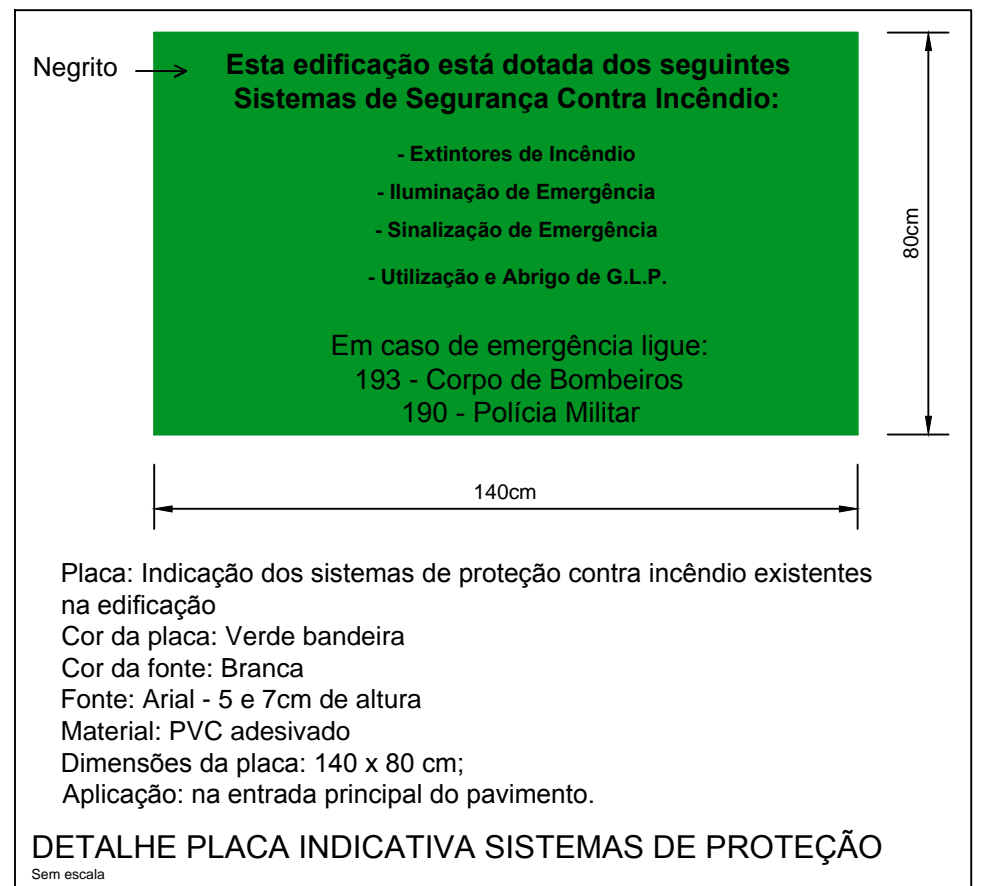 Negrito
Esta edificação está dotada dos seguintes
Sistemas de Segurança Contra Incêndio:
- Extintores de Incêndio
- Iluminação de Emergência
- Sinalização de Emergência
- Utilização e Abrigo de G.L.P.
Em caso de emergência ligue:
193 - Corpo de Bombeiros
190 - Polícia Militar
80cm
140cm
Placa: Indicação dos sistemas de proteção contra incêndio existentes
na edificação
Cor da placa: Verde bandeira
Cor da fonte: Branca
Fonte: Arial - 5 e 7cm de altura
Material: PVC adesivado
Dimensões da placa: 140 x 80 cm;
Aplicação: na entrada principal do pavimento.
DETALHE PLACA INDICATIVA SISTEMAS DE PROTEÇÃO
Sem escala